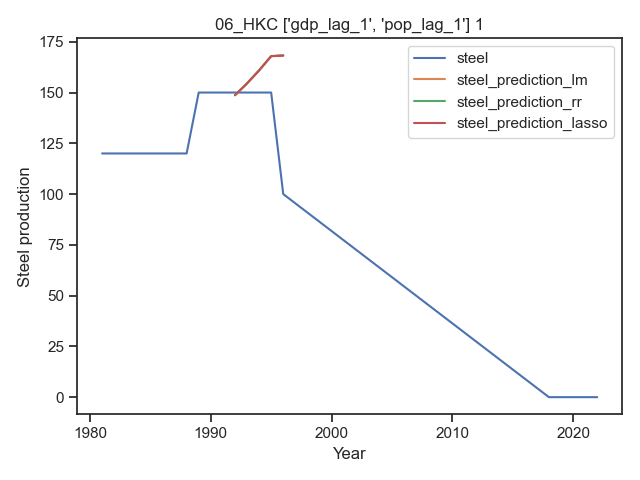 06_HKC ['gdp_lag_1', 'pop_lag_1'] 1
steel
steel_prediction_lm
steel_prediction_rr
steel_prediction_lasso
Steel production
175
150
125
100
75
50
25
0
1980 1990 2000 2010 2020
Year